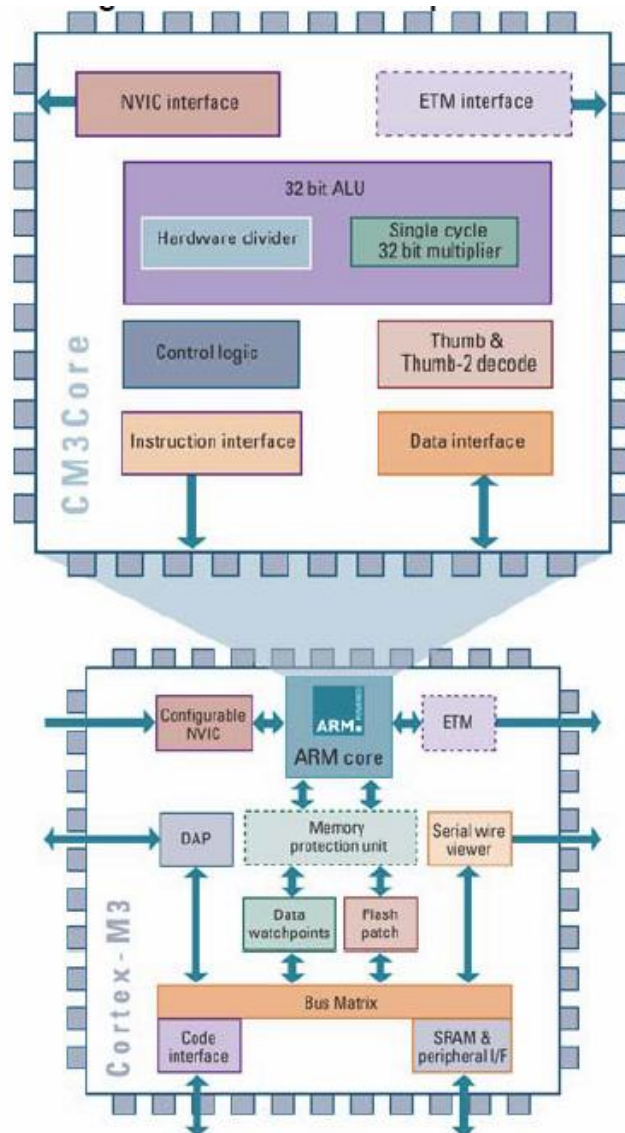 NVIC interface
ETM interface
32 bit ALU
Hardware divider
Single cycle
32 bit multiplier
Control logic
Thumb &
Thumb-2 decode
Instruction interface
Data interface
CM3Core
Configurable
NVIC
ARM
POWERED
ARM core
ETM
DAP
Memory
protection unit
Serial wire
viewer
Data
watchpoints
Flash
patch
Bus Matrix
Code
interface
SRAM &
peripheral I/F
Cortex-M3